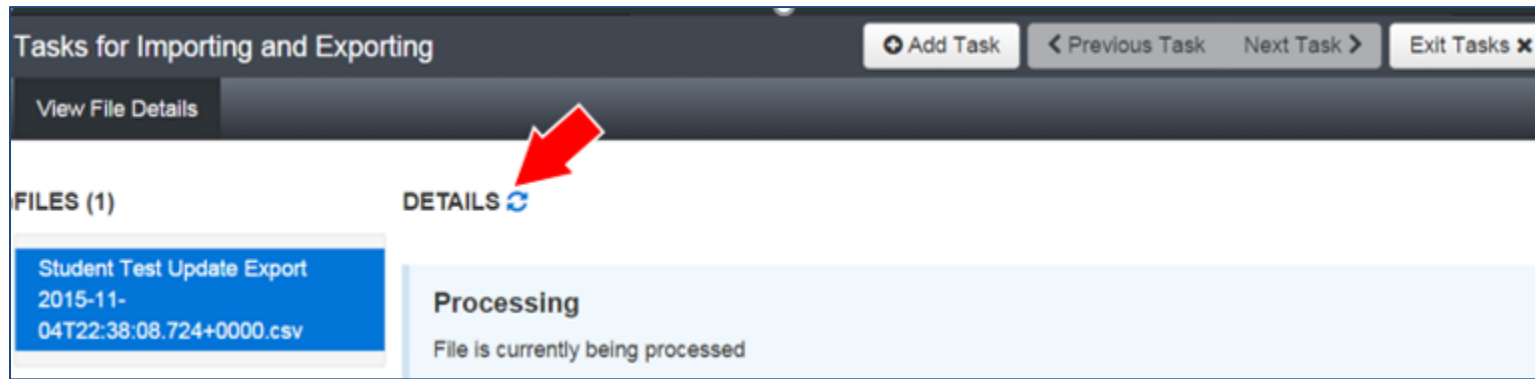 Tasks for Importing and Exporting
Add Task
Previous Task
Next Task
Exit Tasks
View File Details
FILES (1)
DETAILS
Student Test Update Export
2015-11-
04T22:38:08.724+0000.csv
Processing
File is currently being processed